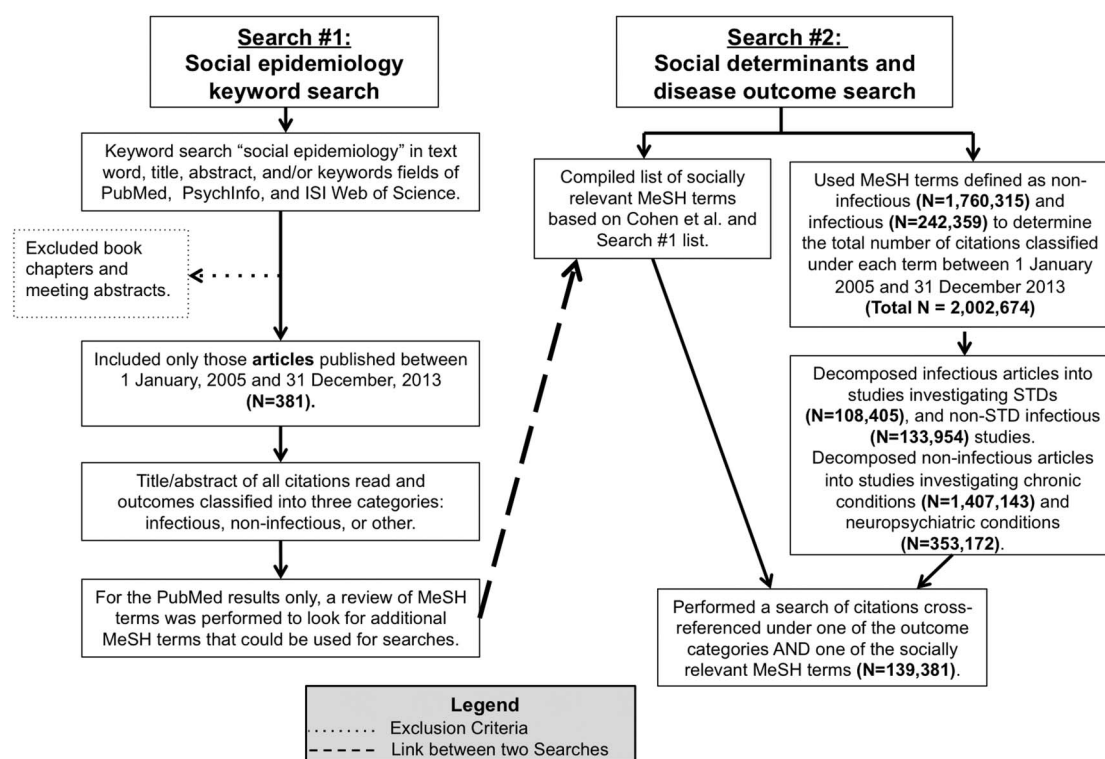 Search #1:
Social epidemiology
keyword search
Keyword search “social epidemiology” in text
word, title, abstract, and/or keywords fields of
PubMed, PsychInfo, and ISI Web of Science.
Excluded book
chapters and
meeting abstracts.
Included only those articles published between
1 January, 2005 and 31 December, 2013
(N=381).
Title/abstract of all citations read and
outcomes classified into three categories:
infectious, non-infectious, or other.
For the PubMed results only, a review of MeSH
terms was performed to look for additional
MeSH terms that could be used for searches.
Search #2:
Social determinants and
disease outcome search
Compiled list of socially
relevant MeSH terms
based on Cohen et al. and
Search #1 list.
Used MeSH terms defined as non-
infectious (N=1,760,315) and
infectious (N=242,359) to determine
the total number of citations classified
under each term between 1 January
2005 and 31 December 2013
(Total N = 2,002,674)
Decomposed infectious articles into
studies investigating STDs
(N=108,405), and non-STD infectious
(N=133,954) studies.
Decomposed non-infectious articles
into studies investigating chronic
conditions (N=1,407,143) and
neuropsychiatric conditions
(N=353,172).
Performed a search of citations cross-
referenced under one of the outcome
categories AND one of the socially
relevant MeSH terms (N=139,381).
Legend
Exclusion Criteria
Link between two Searches